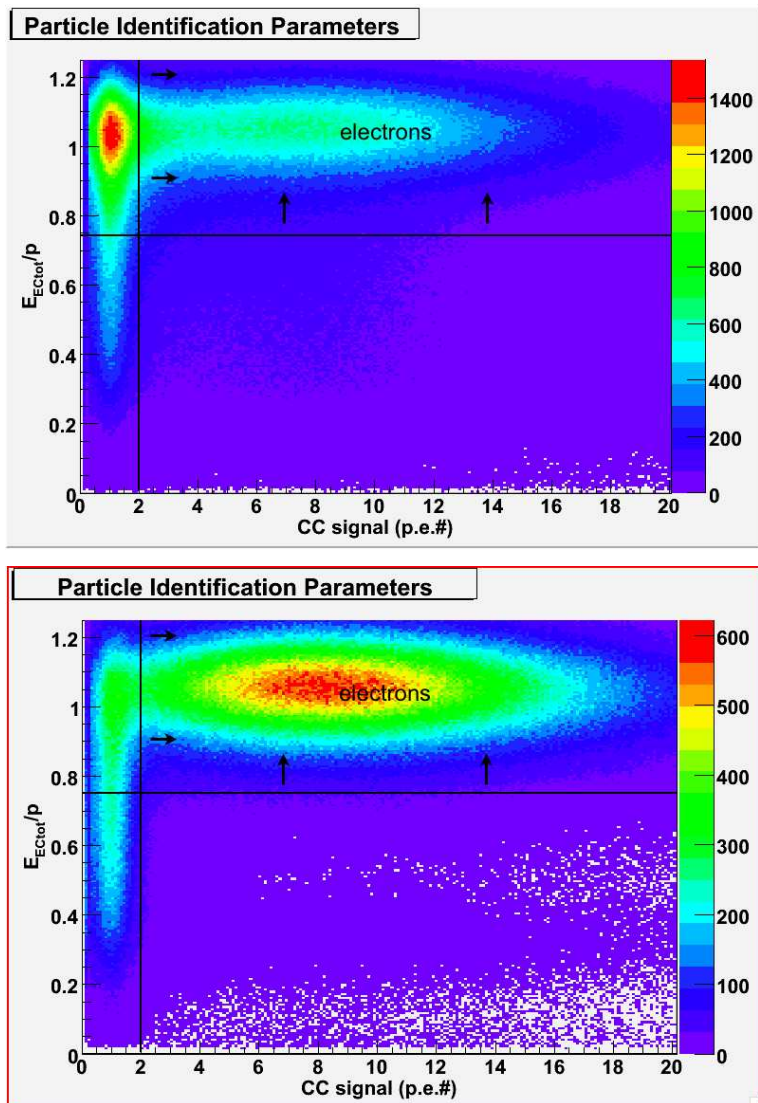 Particle Identification Parameters
E_ECtot/p
1.2
1
0.8
0.6
0.4
0.2
0
electrons
0 2 4 6 8 10 12 14 16 18 20
CC signal (p.e.#)
1400
1200
1000
800
600
400
200
0
Particle Identification Parameters
E_ECtot/p
1.2
1
0.8
0.6
0.4
0.2
0
electrons
0 2 4 6 8 10 12 14 16 18 20
CC signal (p.e.#)
600
500
400
300
200
100
0